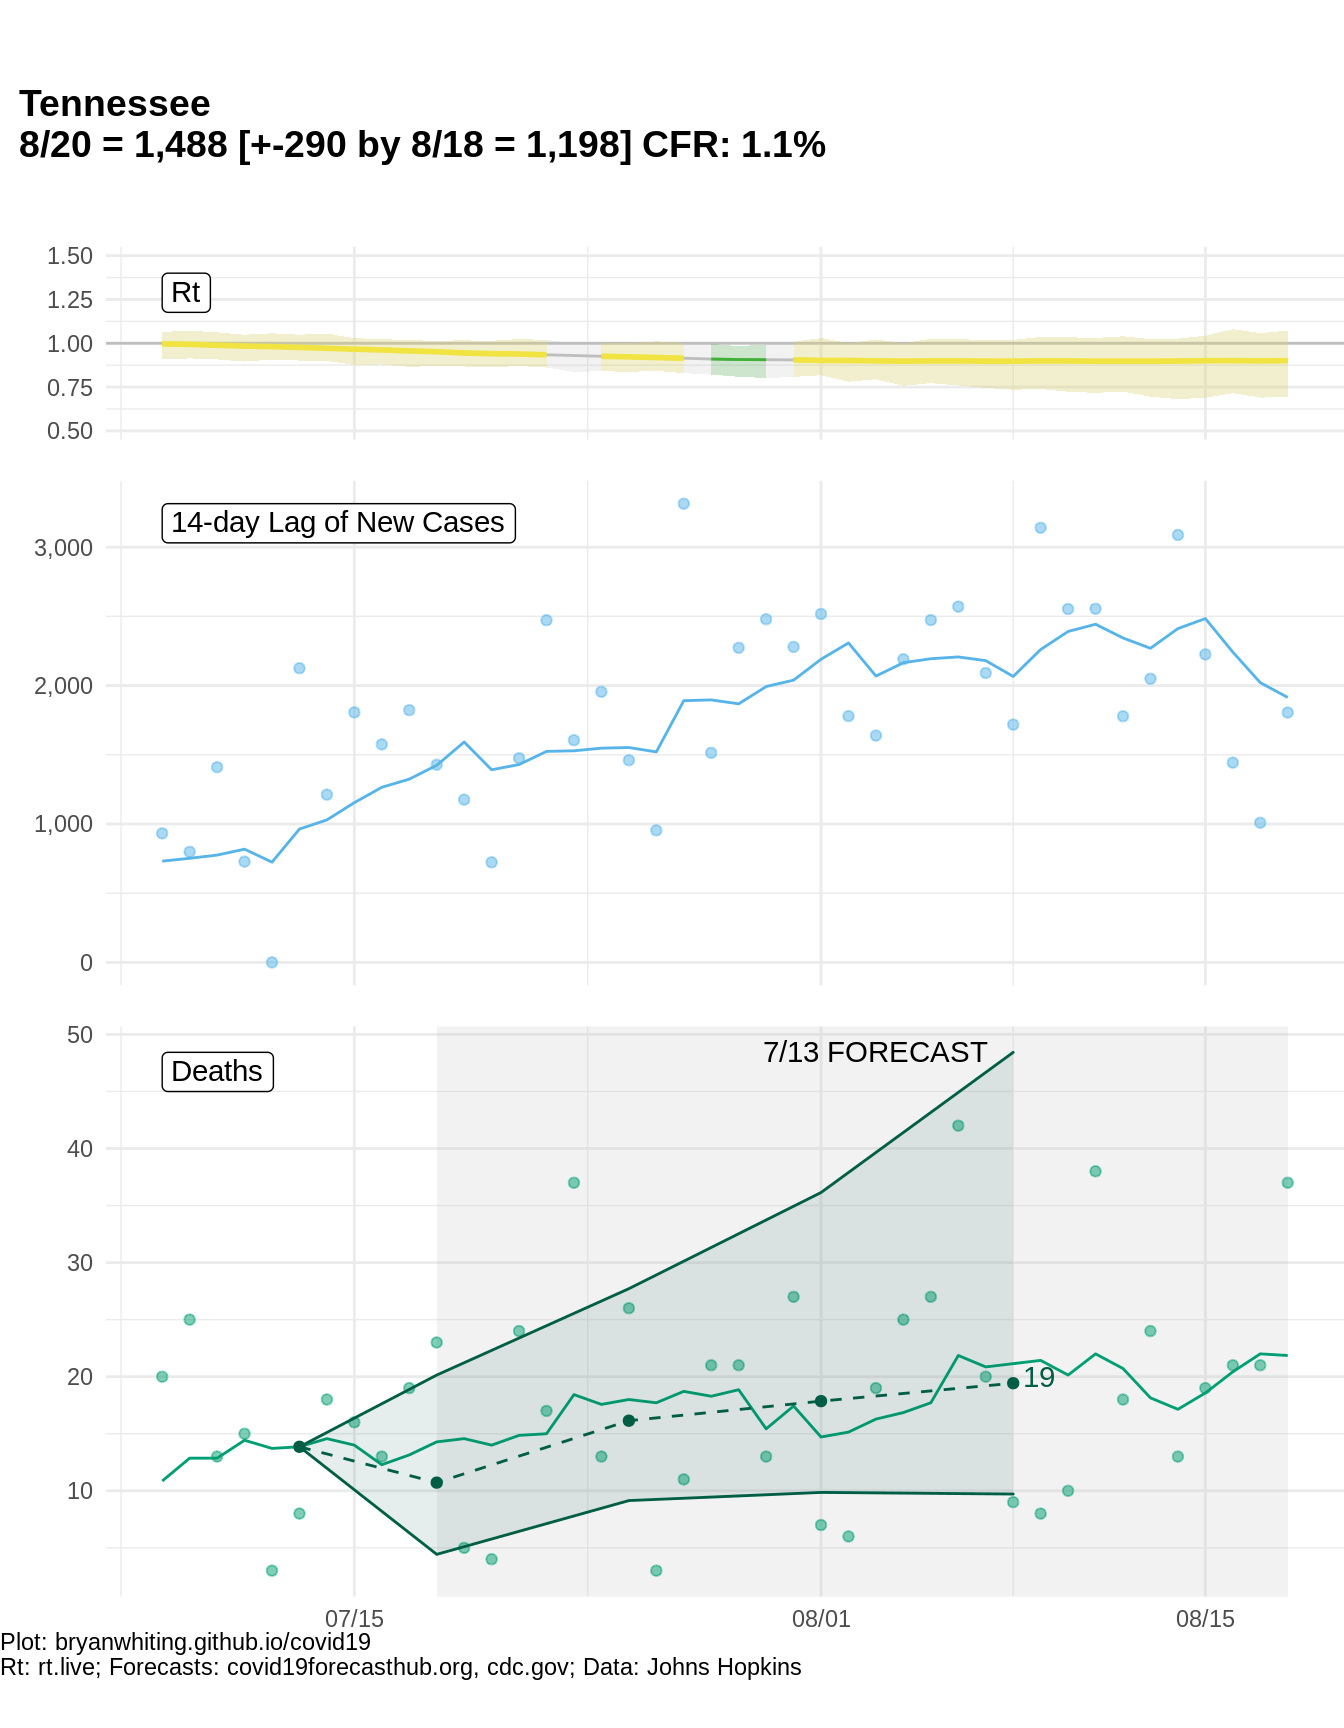 Tennessee
8/20 = 1,488 [+-290 by 8/18 = 1,198] CFR: 1.1%
1.50
Rt
1.25
1.00
0.75
0.50
14-day Lag of New Cases
3,000
2,000
1,000
0
50
7/13 FORECAST
Deaths
40
30
20
19
10
07/15
08/01
08/15
Plot: bryanwhiting.github.io/covid19
Rt: rt.live; Forecasts: covid19forecasthub.org, cdc.gov; Data: Johns Hopkins